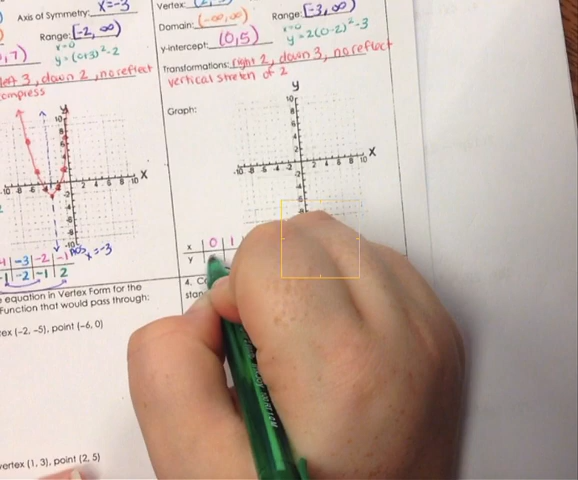 Axis of Symmetry: x=-3
Range: [-2, ∞)
x=0
y=(0+3)²-2
left 3, down 2, no reflect
compress
Vertex:
Domain: (-∞,∞)
Range: [-3, ∞)
x=0
y=2(0-2)²-3
y-intercept: (0,5)
Transformations: right 2, down 3, no reflect
vertical stretch of 2
Graph:
y
x
y
x
AOS
x=-3
-3 -2 -1
-1 -2 -1 2
x 0 1
y
equation in Vertex Form for the
Function that would pass through:
(-2, -5), point (-6, 0)
4.
vertex (1, 3), point (2, 5)